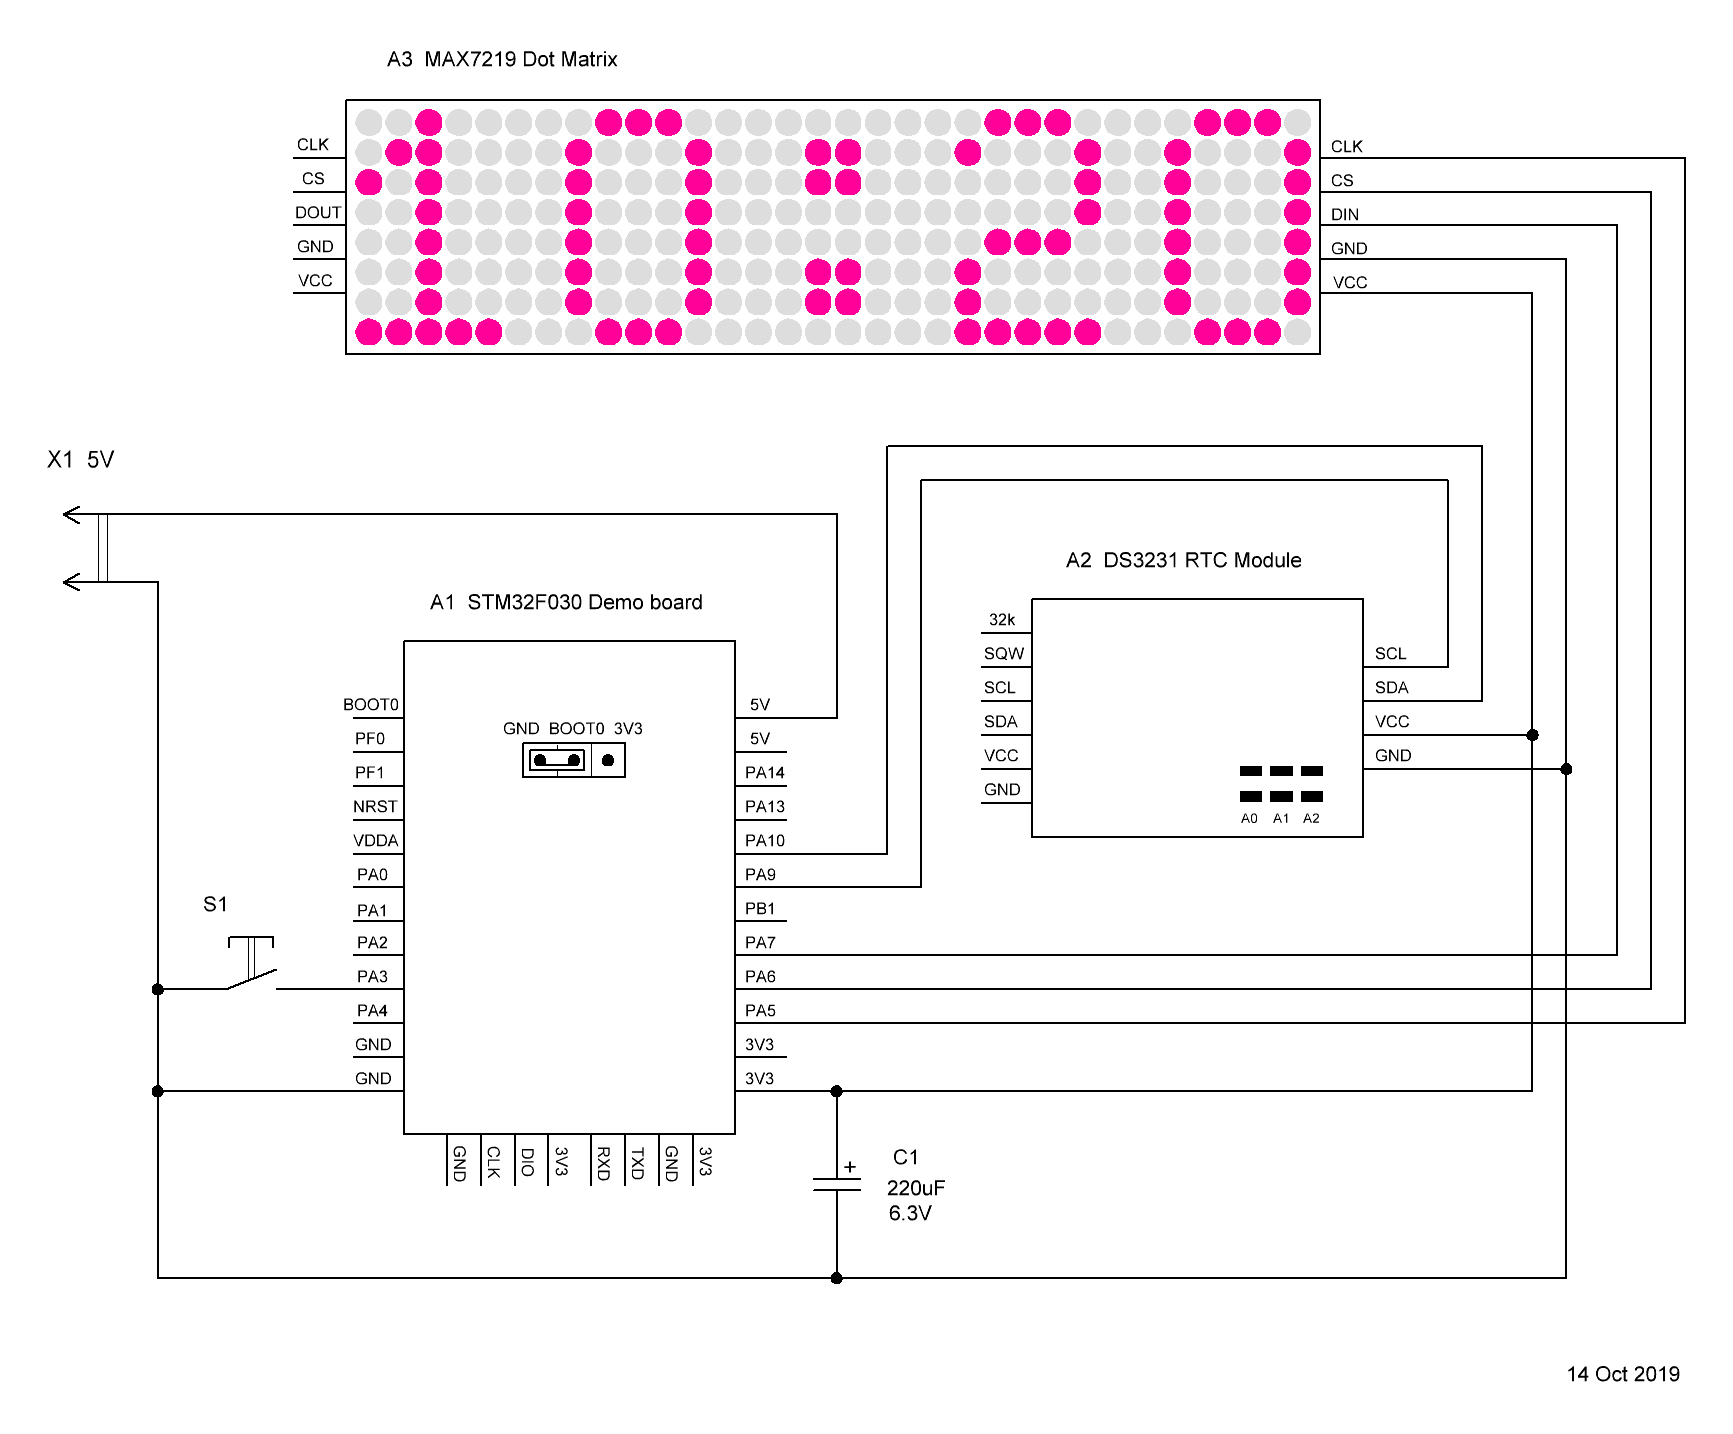 A3 MAX7219 Dot Matrix
CLK
CS
DOUT
GND
VCC
10:20
CLK
CS
DIN
GND
VCC
X1 5V
A2 DS3231 RTC Module
32k
SQW
SCL
SDA
VCC
GND
SCL
SDA
VCC
GND
A0 A1 A2
A1 STM32F030 Demo board
BOOT0
PF0
PF1
NRST
VDDA
PA0
PA1
PA2
PA3
PA4
GND
GND
GND BOOT0 3V3
5V
5V
PA14
PA13
PA10
PA9
PB1
PA7
PA6
PA5
3V3
3V3
GND
CLK
DIO
3V3
RXD
TXD
GND
3V3
S1
+
C1
220uF
6.3V
14 Oct 2019